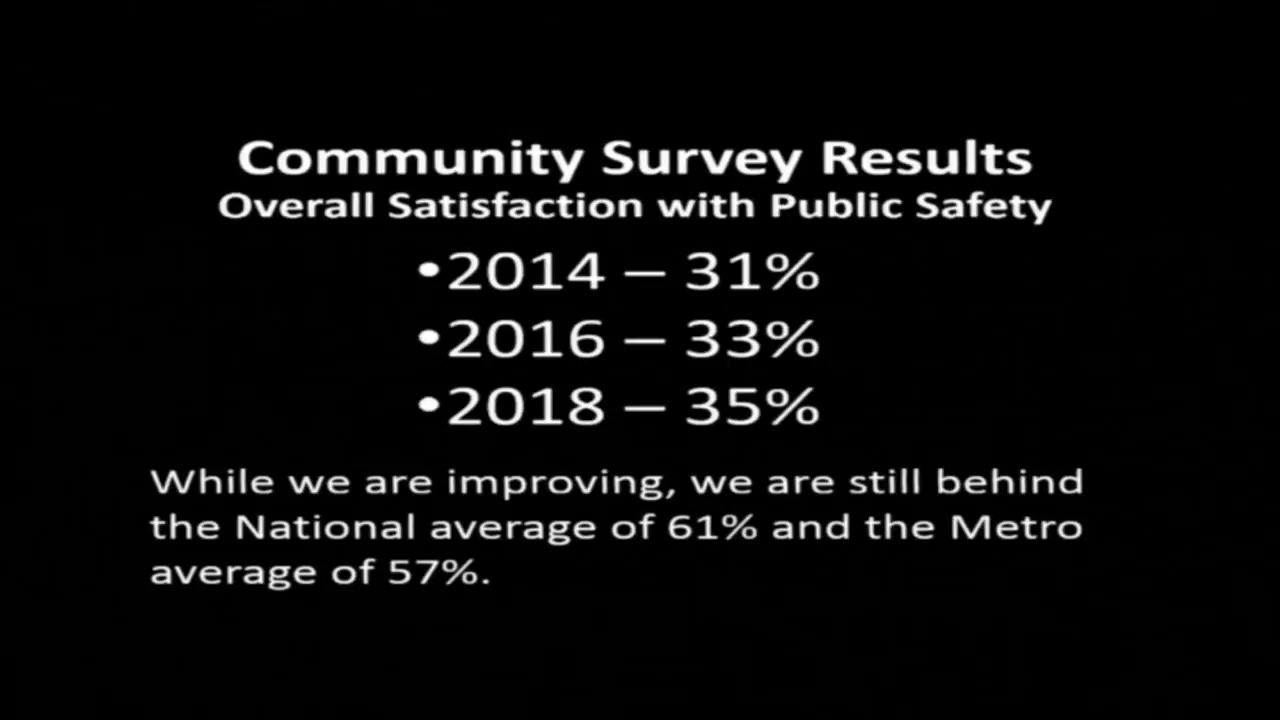 Community Survey Results
Overall Satisfaction with Public Safety
•2014 – 31%
•2016 – 33%
•2018 – 35%
While we are improving, we are still behind
the National average of 61% and the Metro
average of 57%.